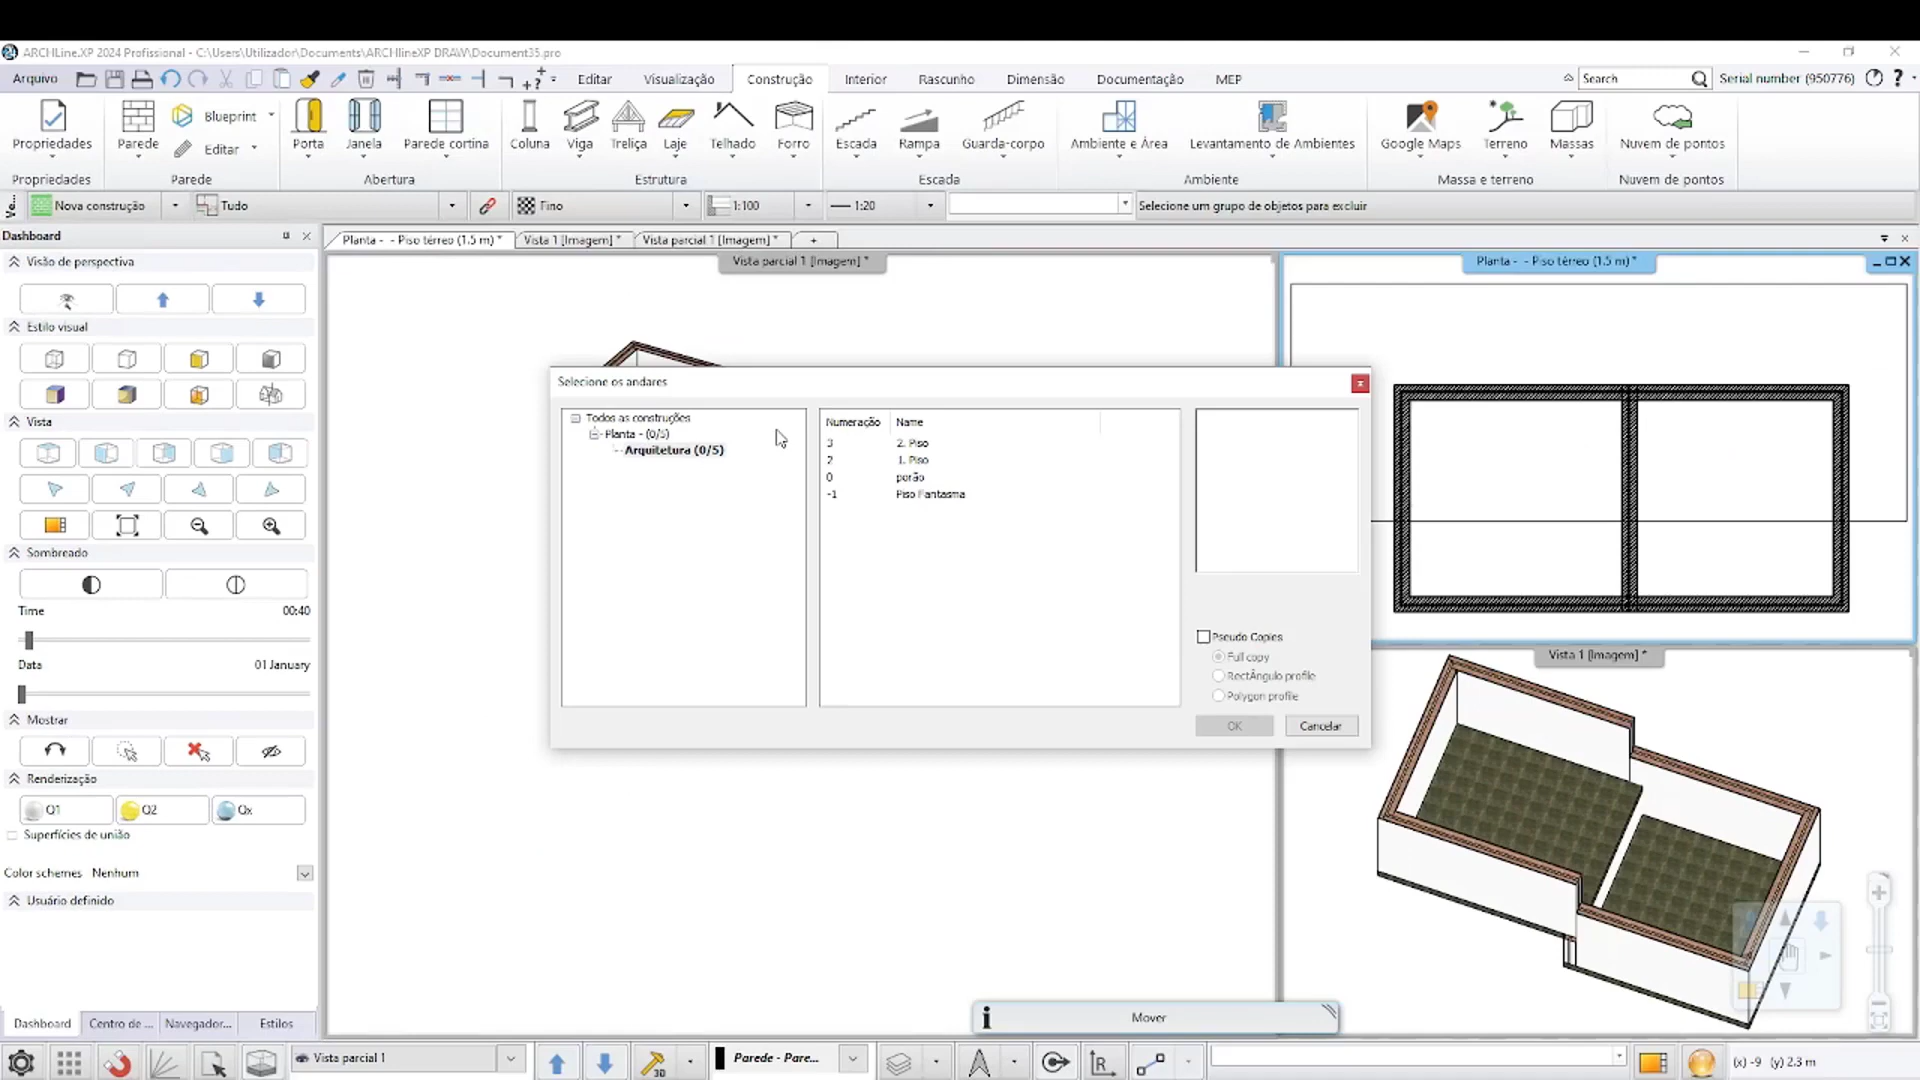 ARCHLine.XP 2024 Profissional - C:\Users\Utilizador\Documents\ARCHlineXP DRAW\Document35.pro
Arquivo Editar Visualização Construção Interior Rascunho Dimensão Documentação MEP Search Serial number (950776)
Propriedades Parede Blueprint Editar Porta Janela Parede cortina Coluna Viga Treliça Laje Telhado Forro Escada Rampa Guarda-corpo Ambiente e Área Levantamento de Ambientes Google Maps Terreno Massas Nuvem de pontos
Propriedades Parede Abertura Estrutura Escada Ambiente Massa e terreno Nuvem de pontos
Ve... Nova construção Tudo Fino 1:100 1:20 Selecione um grupo de objetos para excluir
Dashboard
Planta - - Piso térreo (1.5 m) * Vista 1 [Imagem] * Vista parcial 1 [Imagem] * +
Vista parcial 1 [Imagem] *
Planta - - Piso térreo (1.5 m) *
Visão de perspectiva
Estilo visual
Vista
Sombreado
Time 00:40
Data 01 January
Mostrar
Renderização
Q1 Q2 Qx
Superfícies de união
Color schemes Nenhum
Usuário definido
Selecione os andares
Todos as construções
Planta - (0/5)
Arquitetura (0/5)
Numeração Name
3 2. Piso
2 1. Piso
0 porão
-1 Piso Fantasma
Pseudo Copies
Full copy
RectÂngulo profile
Polygon profile
OK Cancelar
Vista 1 [Imagem] *
Mover
Dashboard Centro de ... Navegador... Estilos
Vista parcial 1 3D Parede - Pare... R (x) -9 (y) 2.3 m